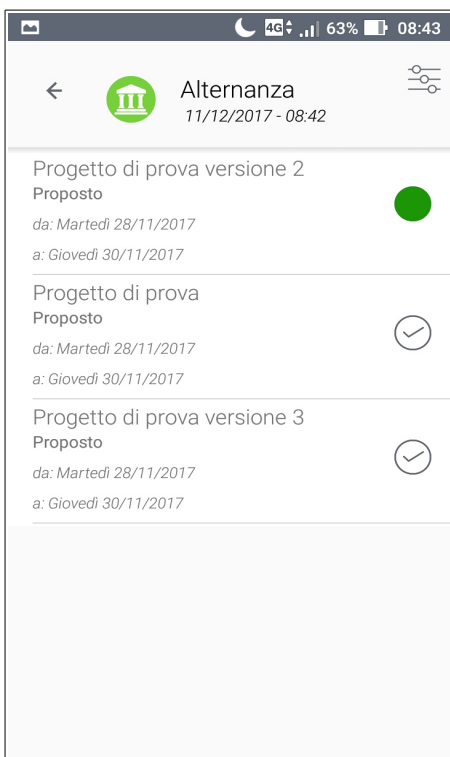 4G 63% 08:43
Alternanza
11/12/2017 - 08:42
Progetto di prova versione 2
Proposto
da: Martedì 28/11/2017
a: Giovedì 30/11/2017
Progetto di prova
Proposto
da: Martedì 28/11/2017
a: Giovedì 30/11/2017
Progetto di prova versione 3
Proposto
da: Martedì 28/11/2017
a: Giovedì 30/11/2017